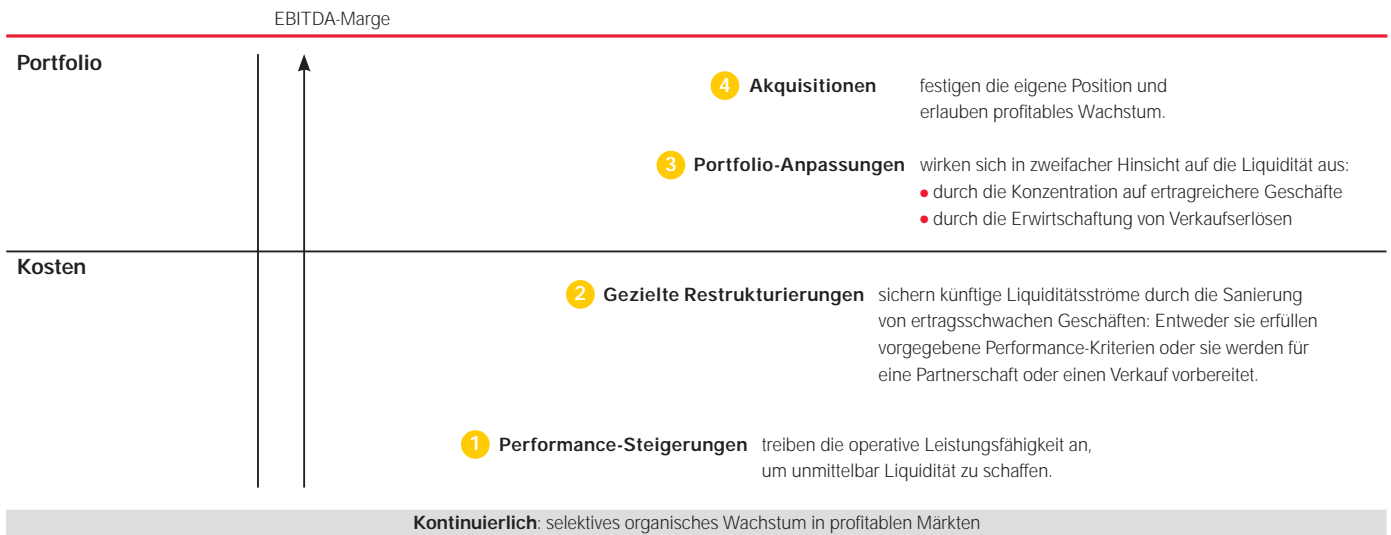 EBITDA-Marge
Portfolio
4 Akquisitionen festigen die eigene Position und
erlauben profitables Wachstum.
3 Portfolio-Anpassungen wirken sich in zweifacher Hinsicht auf die Liquidität aus:
• durch die Konzentration auf ertragreichere Geschäfte
• durch die Erwirtschaftung von Verkaufserlösen
Kosten
2 Gezielte Restrukturierungen sichern künftige Liquiditätsströme durch die Sanierung
von ertragsschwachen Geschäften: Entweder sie erfüllen
vorgegebene Performance-Kriterien oder sie werden für
eine Partnerschaft oder einen Verkauf vorbereitet.
1 Performance-Steigerungen treiben die operative Leistungsfähigkeit an,
um unmittelbar Liquidität zu schaffen.
Kontinuierlich: selektives organisches Wachstum in profitablen Märkten